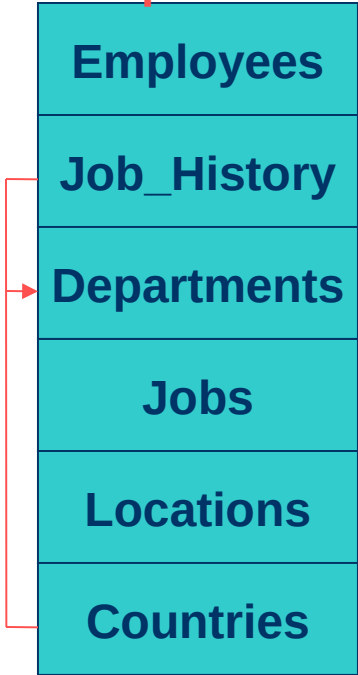 Employees
Job_History
Departments
Jobs
Locations
Countries